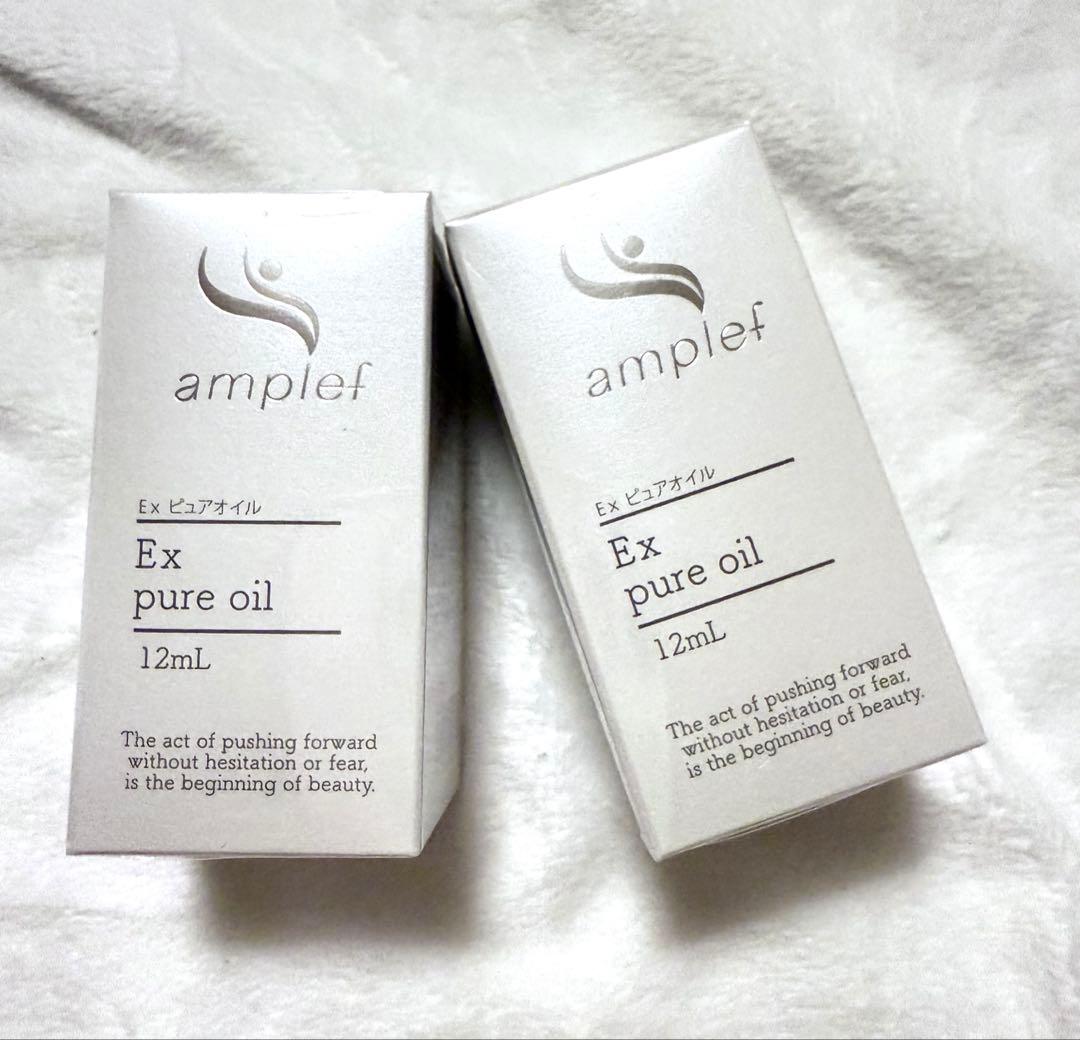 amplef
Ex ピュアオイル
Ex
pure oil
12mL
The act of pushing forward
without hesitation or fear,
is the beginning of beauty.
amplef
Ex ピュアオイル
Ex
pure oil
12mL
The act of pushing forward
without hesitation or fear,
is the beginning of beauty.